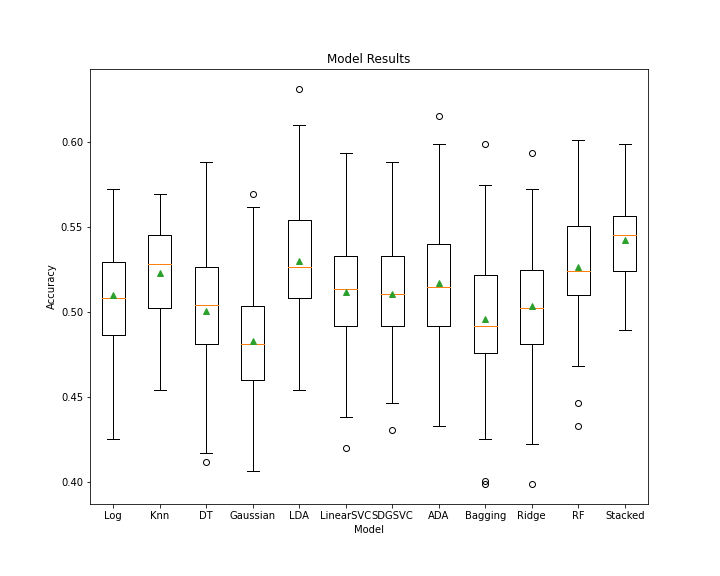 Model Results
Accuracy
0.60
0.55
0.50
0.45
0.40
Log Knn DT Gaussian LDA LinearSVC SDGSVC ADA Bagging Ridge RF Stacked
Model